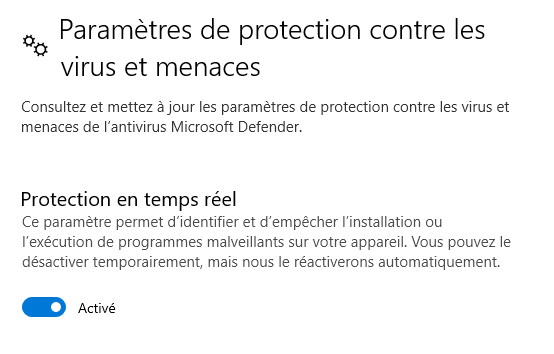 Paramètres de protection contre les
virus et menaces
Consultez et mettez à jour les paramètres de protection contre les virus et
menaces de l’antivirus Microsoft Defender.
Protection en temps réel
Ce paramètre permet d’identifier et d’empêcher l’installation ou
l’exécution de programmes malveillants sur votre appareil. Vous pouvez le
désactiver temporairement, mais nous le réactiverons automatiquement.
Activé